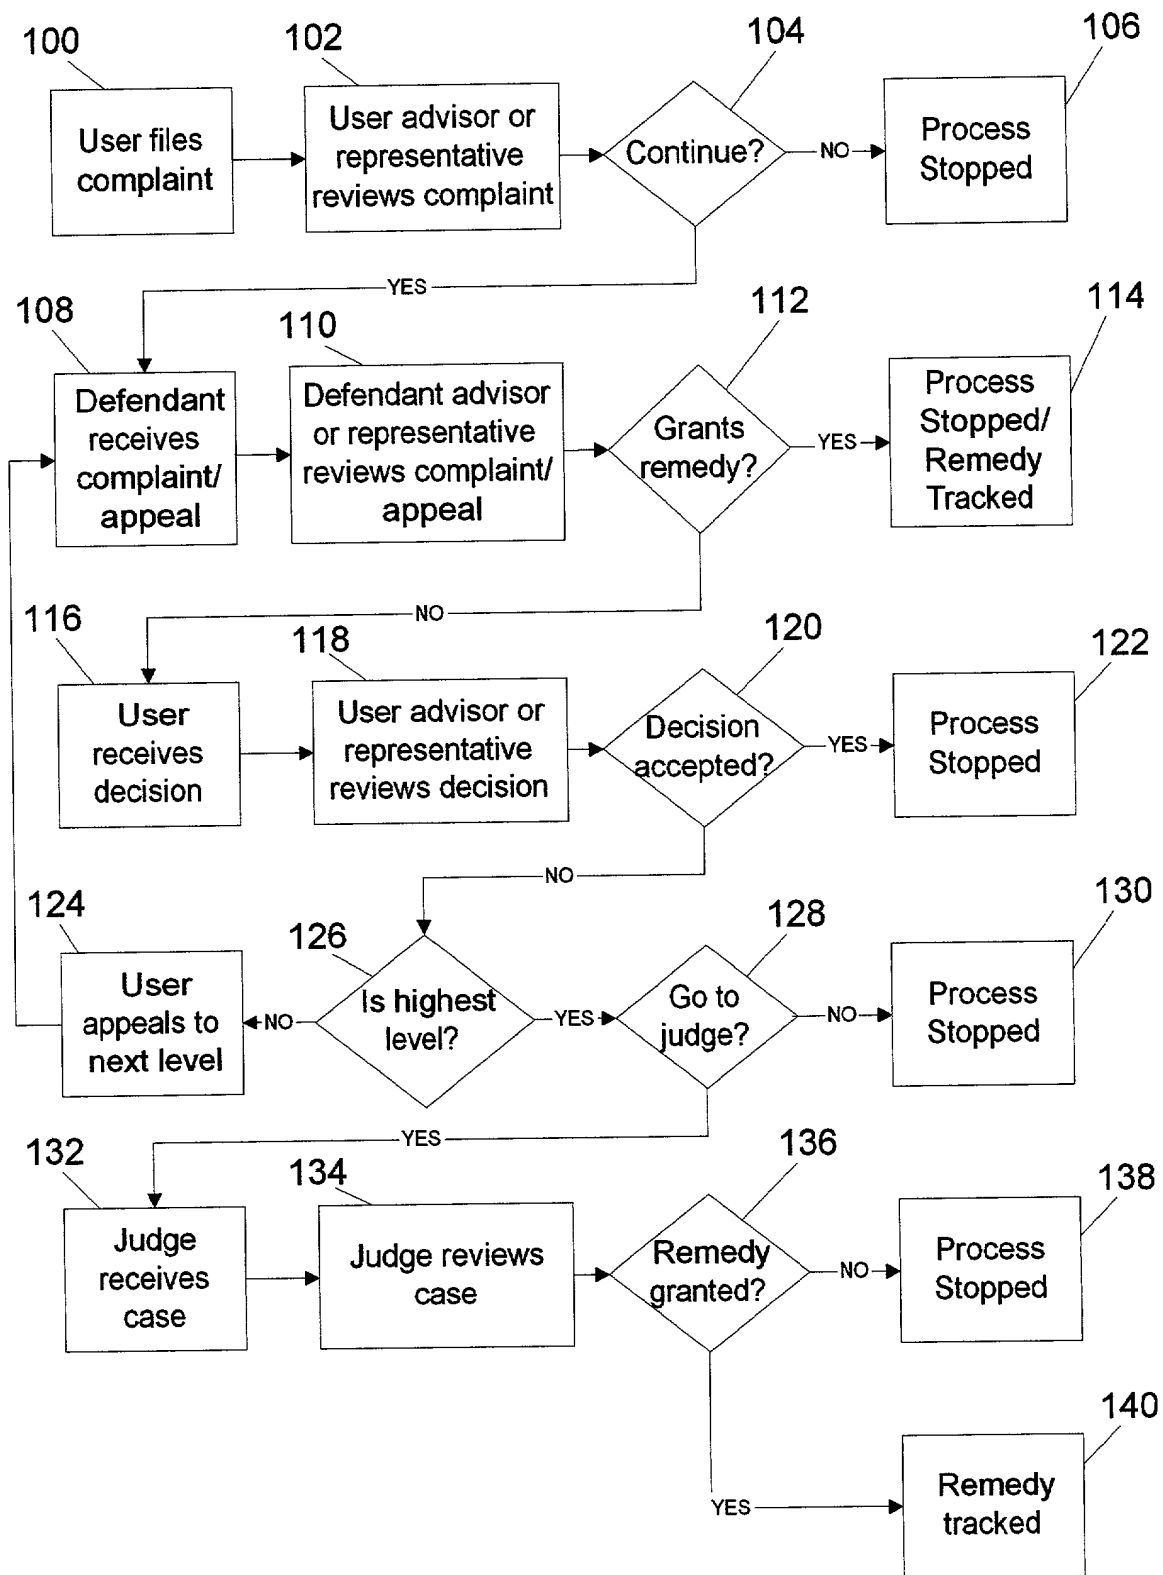 100
102
104
106
User files
complaint
User advisor or
representative
reviews complaint
Continue?
NO
Process
Stopped
YES
108
110
112
114
Defendant
receives
complaint/
appeal
Defendant advisor
or representative
reviews complaint/
appeal
Grants
remedy?
YES
Process
Stopped/
Remedy
Tracked
NO
116
118
120
122
User
receives
decision
User advisor or
representative
reviews decision
Decision
accepted?
YES
Process
Stopped
NO
124
126
128
130
User
appeals to
next level
NO
Is highest
level?
YES
Go to
judge?
NO
Process
Stopped
YES
132
134
136
138
Judge
receives
case
Judge reviews
case
Remedy
granted?
NO
Process
Stopped
140
YES
Remedy
tracked